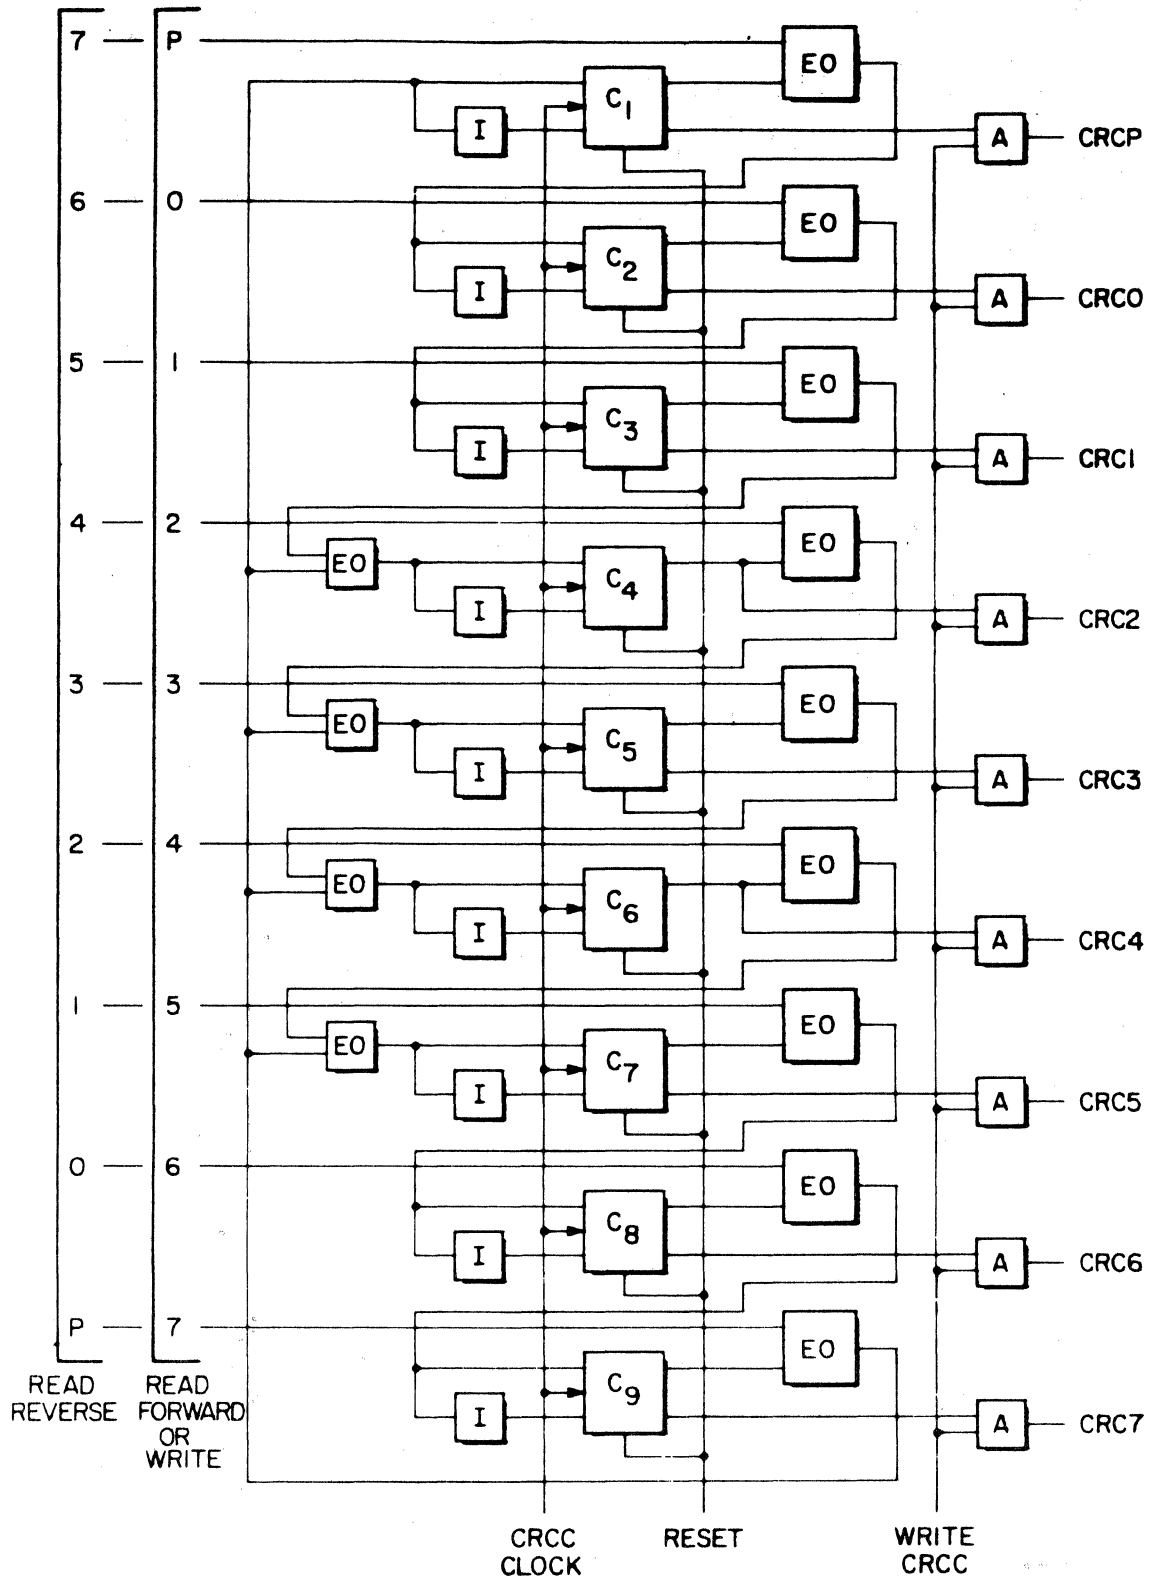 7 P EO
C1
I A CRCP
6 0 EO
C2
I A CRC0
5 1 EO
C3
I A CRC1
4 2 EO
EO C4
I A CRC2
3 3 EO
EO C5
I A CRC3
2 4 EO
EO C6
I A CRC4
1 5 EO
EO C7
I A CRC5
0 6 EO
C8
I A CRC6
P 7 EO
C9
I A CRC7
READ
REVERSE
READ
FORWARD
OR
WRITE
CRCC
CLOCK
RESET
WRITE
CRCC